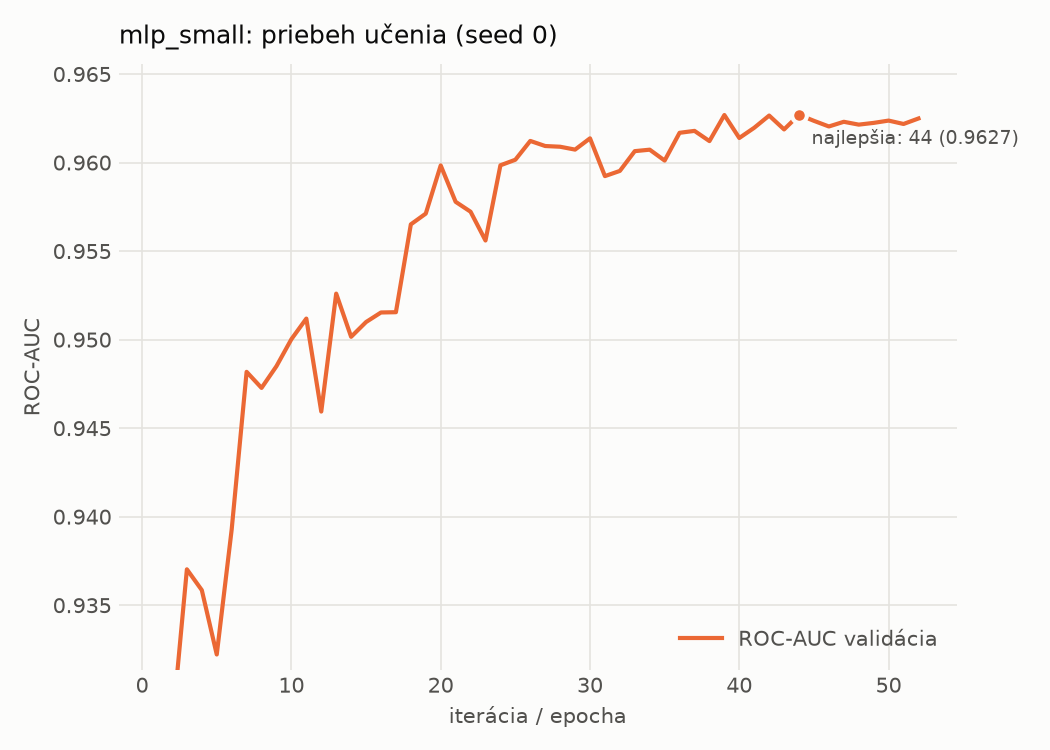 mlp_small: priebeh učenia (seed 0)
0.965
0.960
0.955
0.950
0.945
0.940
0.935
ROC-AUC
najlepšia: 44 (0.9627)
ROC-AUC validácia
0 10 20 30 40 50
iterácia / epocha